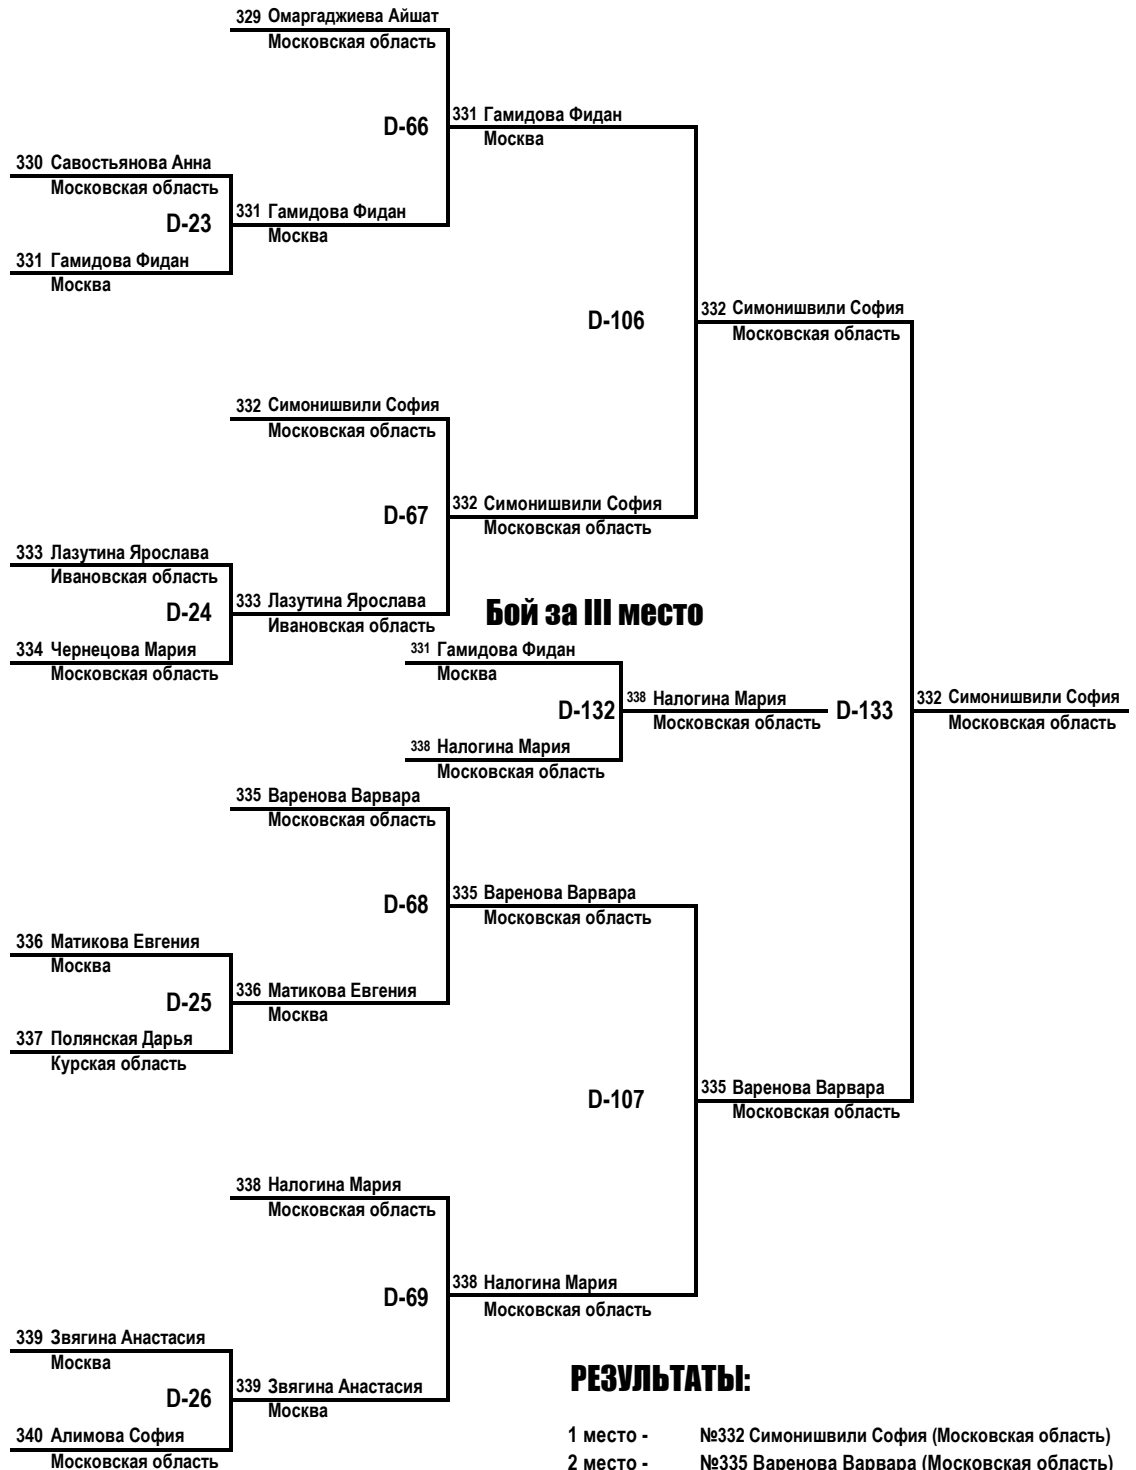 329 Омаргаджиева Айшат
Московская область
D-66
331 Гамидова Фидан
Москва
330 Савостьянова Анна
Московская область
D-23
331 Гамидова Фидан
Москва
331 Гамидова Фидан
Москва
D-106
332 Симонишвили София
Московская область
332 Симонишвили София
Московская область
D-67
332 Симонишвили София
Московская область
333 Лазутина Ярослава
Ивановская область
D-24
333 Лазутина Ярослава
Ивановская область
334 Чернецова Мария
Московская область
Бой за III место
331 Гамидова Фидан
Москва
D-132
338 Налогина Мария
Московская область
338 Налогина Мария
Московская область
D-133
332 Симонишвили София
Московская область
335 Варенова Варвара
Московская область
D-68
335 Варенова Варвара
Московская область
336 Матикова Евгения
Москва
D-25
336 Матикова Евгения
Москва
337 Полянская Дарья
Курская область
D-107
335 Варенова Варвара
Московская область
338 Налогина Мария
Московская область
D-69
338 Налогина Мария
Московская область
339 Звягина Анастасия
Москва
D-26
339 Звягина Анастасия
Москва
340 Алимова София
Московская область
РЕЗУЛЬТАТЫ:
1 место - №332 Симонишвили София (Московская область)
2 место - №335 Варенова Варвара (Московская область)